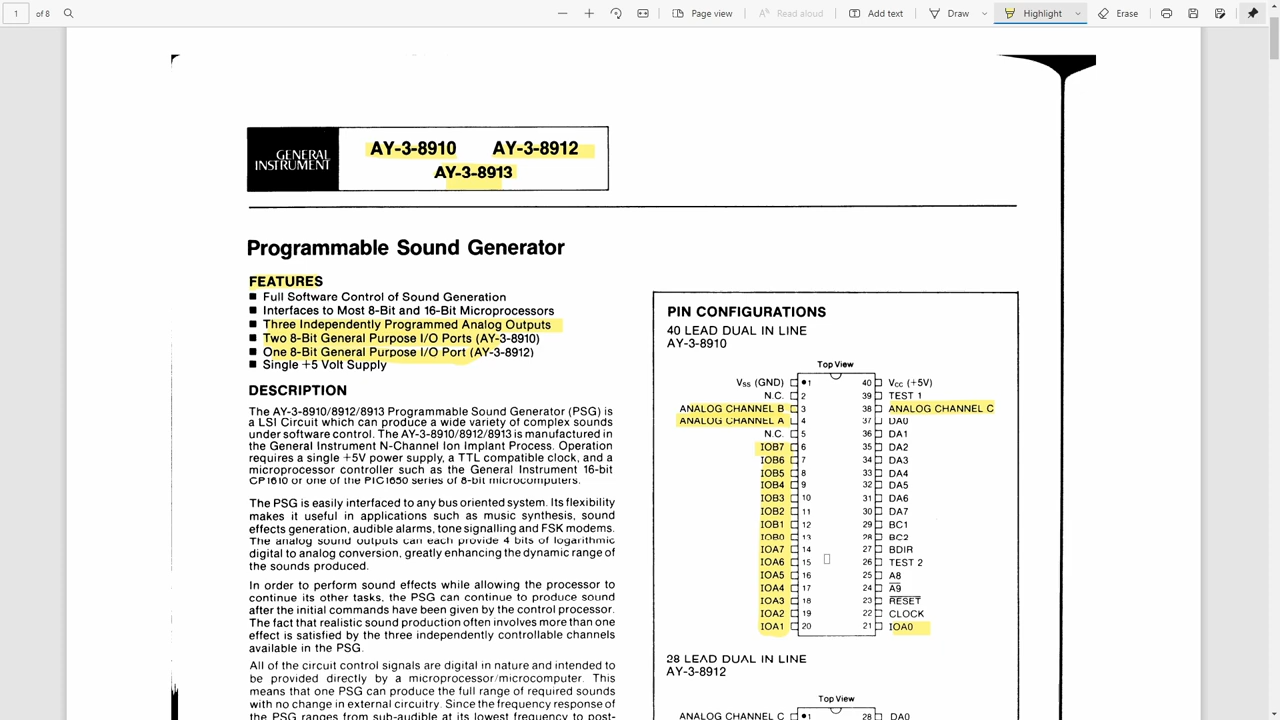 1 of 8 Page view Read aloud Add text Draw Highlight Erase
GENERAL
INSTRUMENT
AY-3-8910 AY-3-8912
AY-3-8913
Programmable Sound Generator
FEATURES
■ Full Software Control of Sound Generation
■ Interfaces to Most 8-Bit and 16-Bit Microprocessors
■ Three Independently Programmed Analog Outputs
■ Two 8-Bit General Purpose I/O Ports (AY-3-8910)
■ One 8-Bit General Purpose I/O Port (AY-3-8912)
■ Single +5 Volt Supply
DESCRIPTION
The AY-3-8910/8912/8913 Programmable Sound Generator (PSG) is
a LSI Circuit which can produce a wide variety of complex sounds
under software control. The AY-3-8910/8912/8913 is manufactured in
the General Instrument N-Channel Ion Implant Process. Operation
requires a single +5V power supply, a TTL compatible clock, and a
microprocessor controller such as the General Instrument 16-bit
CP1610 or one of the PIC1650 series of 8-bit microcomputers.
The PSG is easily interfaced to any bus oriented system. Its flexibility
makes it useful in applications such as music synthesis, sound
effects generation, audible alarms, tone signalling and FSK modems.
The analog sound outputs can each provide 4 bits of logarithmic
digital to analog conversion, greatly enhancing the dynamic range of
the sounds produced.
In order to perform sound effects while allowing the processor to
continue its other tasks, the PSG can continue to produce sound
after the initial commands have been given by the control processor.
The fact that realistic sound production often involves more than one
effect is satisfied by the three independently controllable channels
available in the PSG.
All of the circuit control signals are digital in nature and intended to
be provided directly by a microprocessor/microcomputer. This
means that one PSG can produce the full range of required sounds
with no change in external circuitry. Since the frequency response of
the PSG ranges from sub-audible at its lowest frequency to post-
PIN CONFIGURATIONS
40 LEAD DUAL IN LINE
AY-3-8910
Top View
Vss (GND) 1 40 Vcc (+5V)
N.C. 2 39 TEST 1
ANALOG CHANNEL B 3 38 ANALOG CHANNEL C
ANALOG CHANNEL A 4 37 DA0
N.C. 5 36 DA1
IOB7 6 35 DA2
IOB6 7 34 DA3
IOB5 8 33 DA4
IOB4 9 32 DA5
IOB3 10 31 DA6
IOB2 11 30 DA7
IOB1 12 29 BC1
IOB0 13 28 BC2
IOA7 14 27 BDIR
IOA6 15 26 TEST 2
IOA5 16 25 A8
IOA4 17 24 A9
IOA3 18 23 RESET
IOA2 19 22 CLOCK
IOA1 20 21 IOA0
28 LEAD DUAL IN LINE
AY-3-8912
Top View
ANALOG CHANNEL C 1 28 DA0